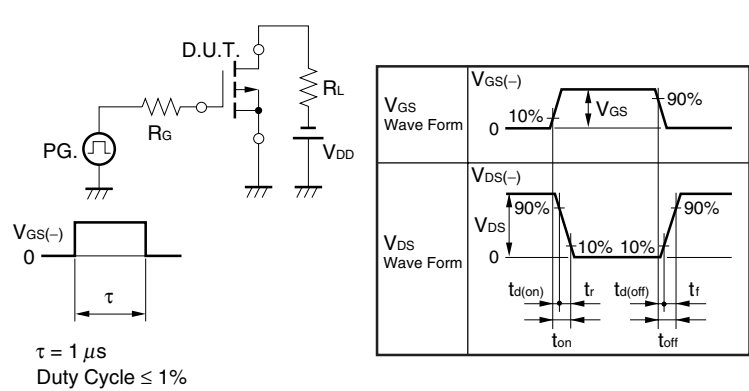 D.U.T.
RL
RG
PG.
VDD
VGS(−)
0
τ
τ = 1 μs
Duty Cycle ≤ 1%
VGS
Wave Form
VGS(−)
10%
VGS
90%
0
VDS
Wave Form
VDS(−)
90%
90%
VDS
10% 10%
0
td(on) tr td(off) tf
ton toff